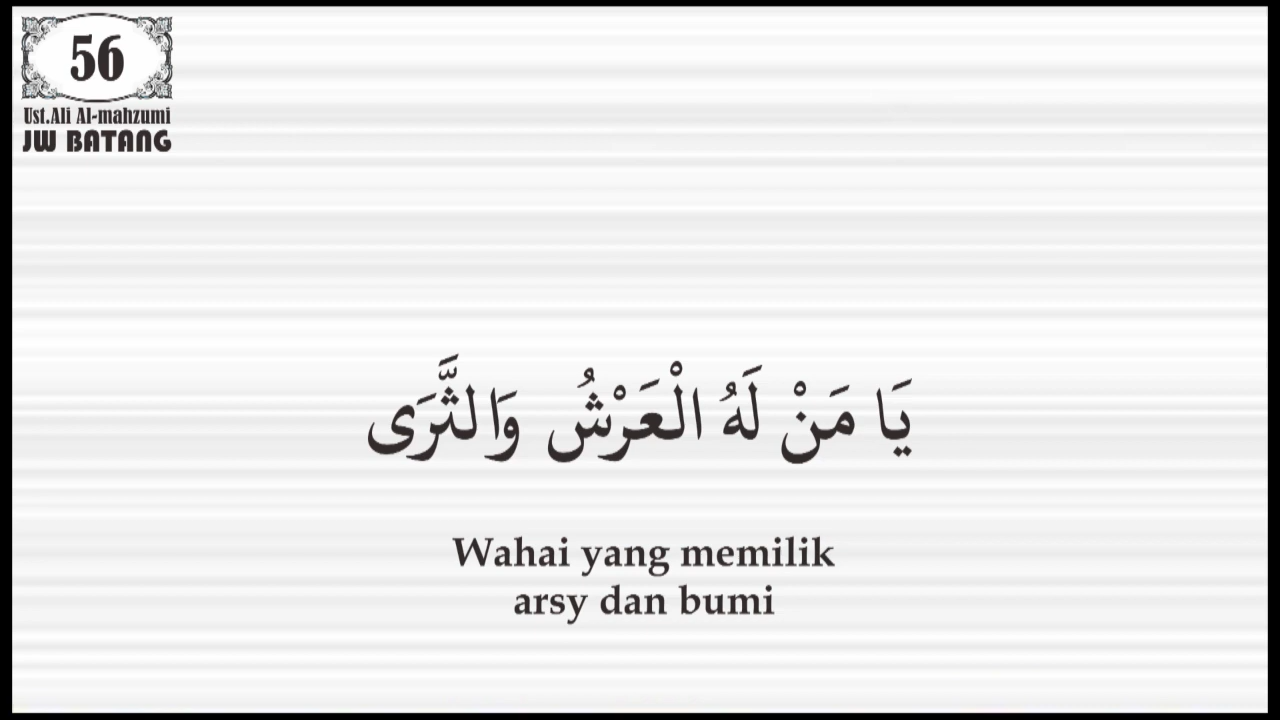 56
Ust.Ali Al-mahzumi
JW BATANG
يَا مَنْ لَهُ الْعَرْشُ وَالثَّرَى
Wahai yang memilik
arsy dan bumi